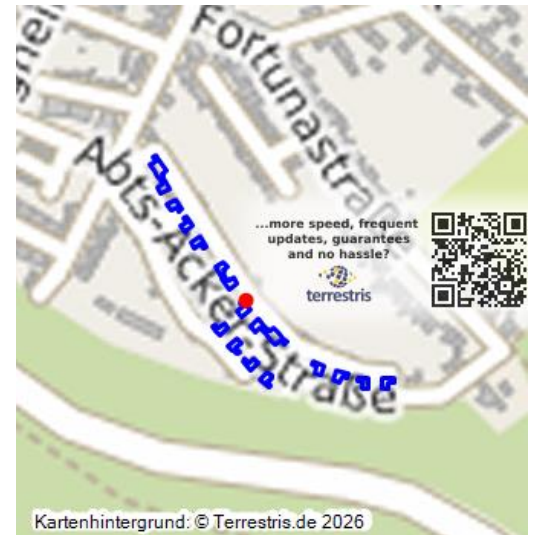 Fortunastraße
Abts-Acker-Straße
...more speed, frequent
updates, guarantees
and no hassle?
terrestris
Kartenhintergrund: © Terrestris.de 2026